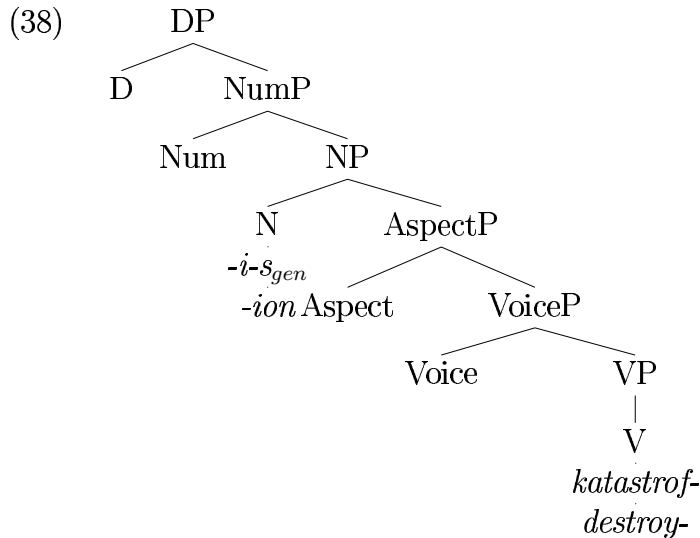 (38) DP
D NumP
Num NP
N AspectP
-i-s_gen
-ion Aspect VoiceP
Voice VP
V
katastrof-
destroy-